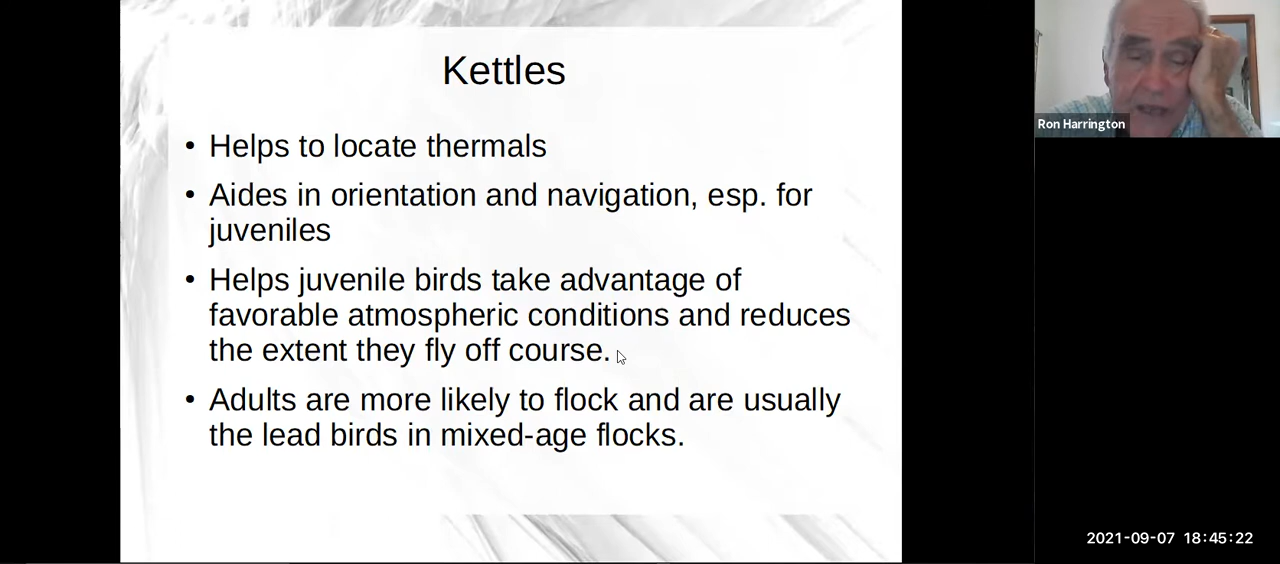 Kettles
• Helps to locate thermals
• Aides in orientation and navigation, esp. for
juveniles
• Helps juvenile birds take advantage of
favorable atmospheric conditions and reduces
the extent they fly off course.
• Adults are more likely to flock and are usually
the lead birds in mixed-age flocks.
Ron Harrington
2021-09-07 18:45:22